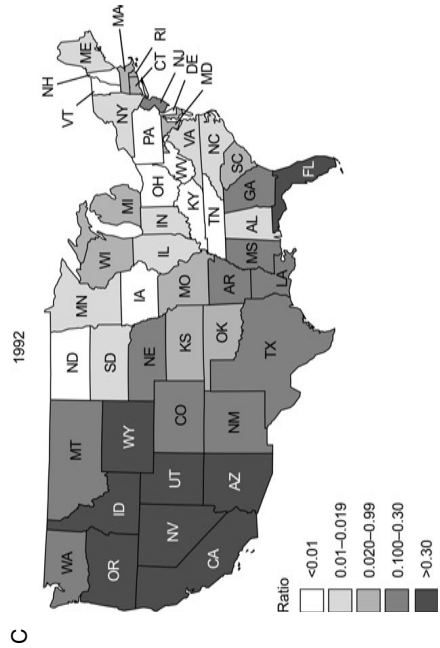 C
1992
WA
MT
ND
MN
ME
NH
VT
MA
RI
CT
NJ
DE
MD
NY
WI
MI
OR
ID
SD
WY
IA
PA
NE
IL
IN
OH
NV
UT
CO
KS
MO
KY
WV
VA
CA
AZ
NM
OK
AR
TN
NC
SC
TX
LA
MS
AL
GA
FL
Ratio
<0.01
0.01–0.019
0.020–0.99
0.100–0.30
>0.30